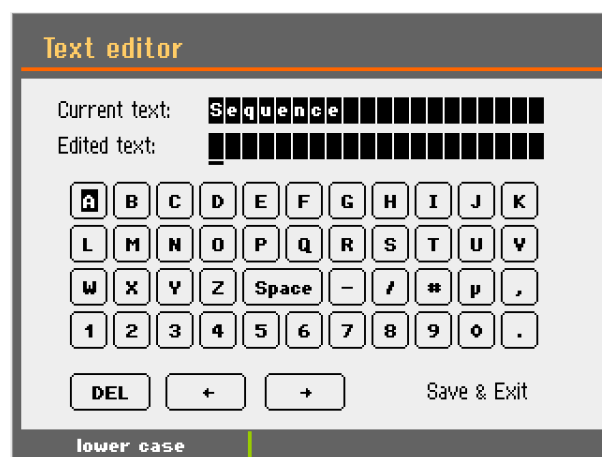 Text editor
Current text: Sequence
Edited text:
A B C D E F G H I J K
L M N O P Q R S T U V
W X Y Z Space - / # µ ,
1 2 3 4 5 6 7 8 9 0 .
DEL ← → Save & Exit
lower case